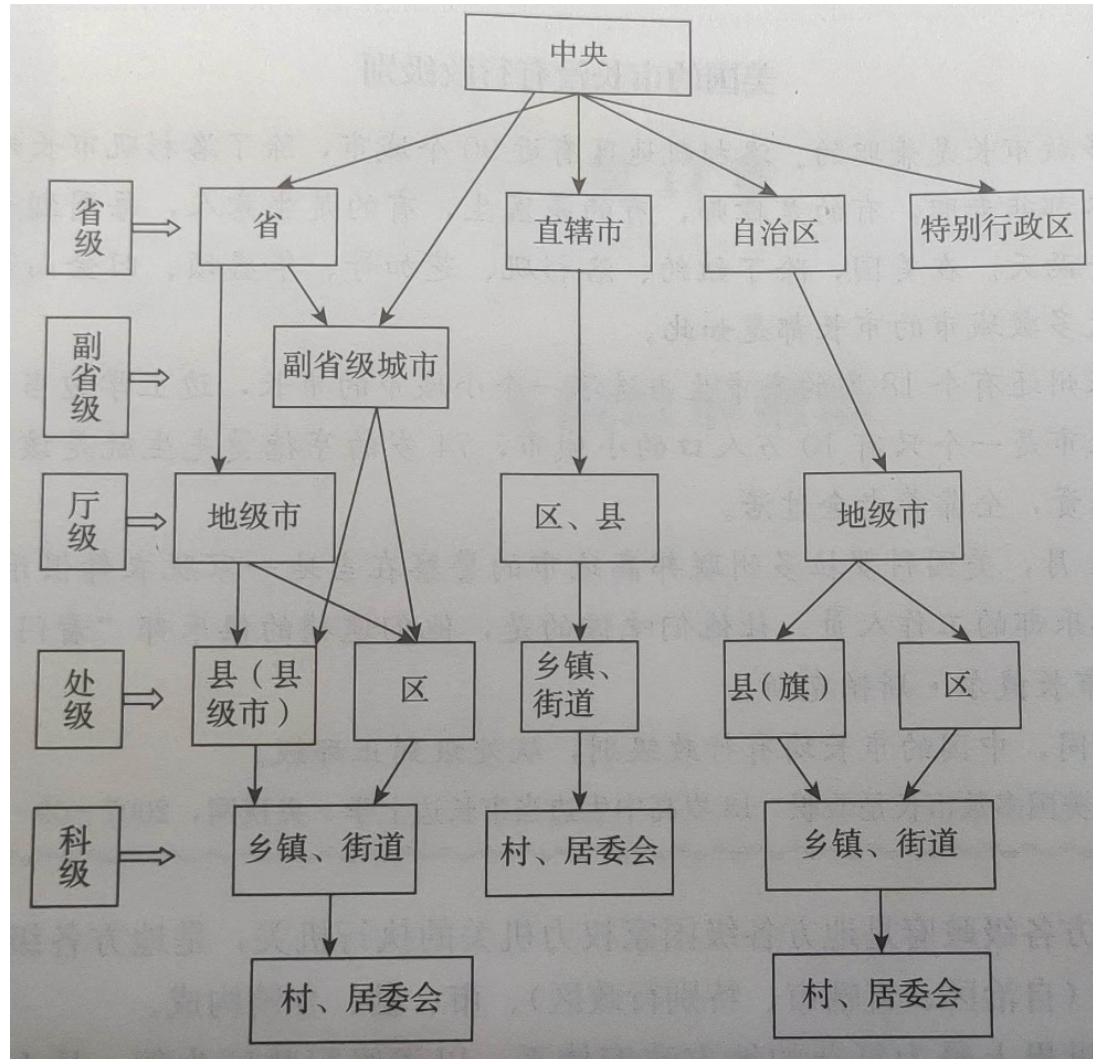 中央
省级
省
直辖市
自治区
特别行政区
副省级
副省级城市
厅级
地级市
区、县
地级市
处级
县(县
级市)
区
乡镇、
街道
县(旗)
区
科级
乡镇、街道
村、居委会
乡镇、街道
村、居委会
村、居委会